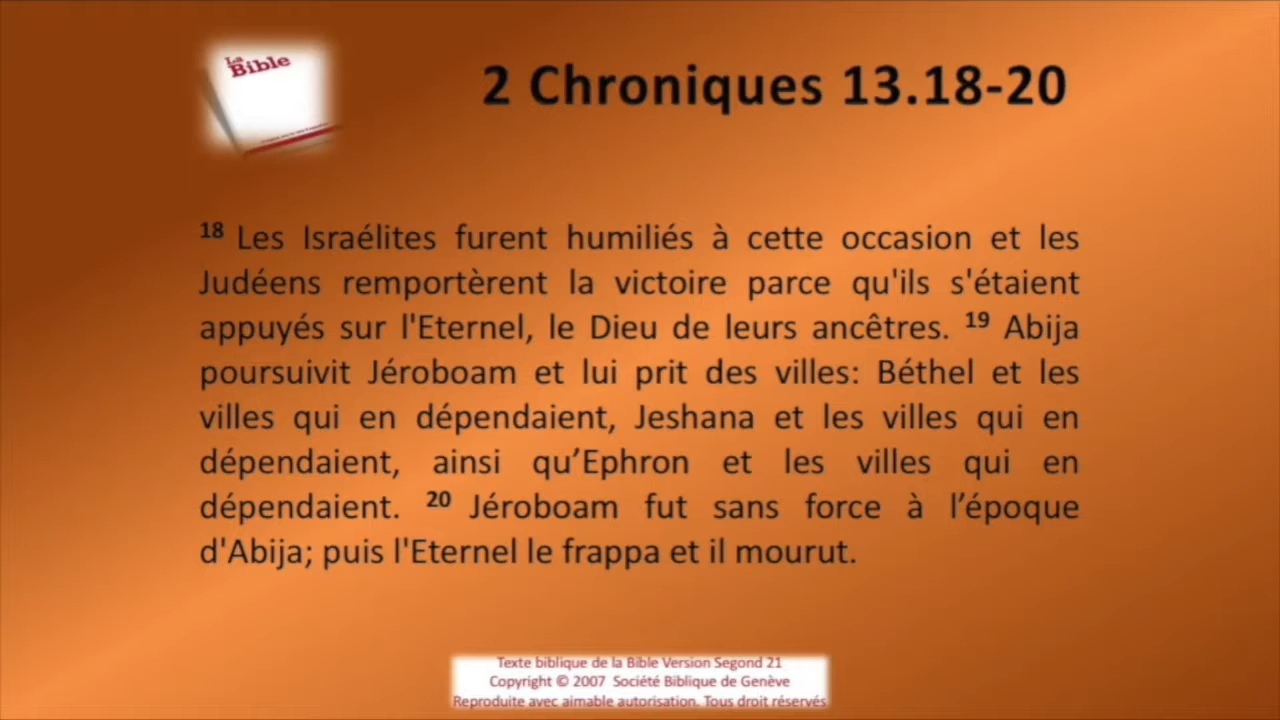 La
Bible
2 Chroniques 13.18-20
18 Les Israélites furent humiliés à cette occasion et les
Judéens remportèrent la victoire parce qu'ils s'étaient
appuyés sur l'Eternel, le Dieu de leurs ancêtres. 19 Abija
poursuivit Jéroboam et lui prit des villes: Béthel et les
villes qui en dépendaient, Jeshana et les villes qui en
dépendaient, ainsi qu’Ephron et les villes qui en
dépendaient. 20 Jéroboam fut sans force à l’époque
d'Abija; puis l'Eternel le frappa et il mourut.
Texte biblique de la Bible Version Segond 21
Copyright © 2007 Société Biblique de Genève
Reproduite avec aimable autorisation. Tous droit réservés